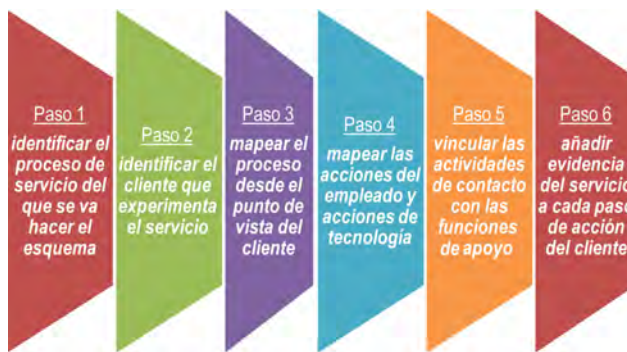 Paso 1
identificar el
proceso de
servicio del
que se va
hacer el
esquema
Paso 2
identificar el
cliente que
experimenta
el servicio
Paso 3
mapear el
proceso
desde el
punto de
vista del
cliente
Paso 4
mapear las
acciones del
empleado y
acciones de
tecnología
Paso 5
vincular las
actividades
de contacto
con las
funciones
de apoyo
Paso 6
añadir
evidencia
del servicio
a cada paso
de acción
del cliente